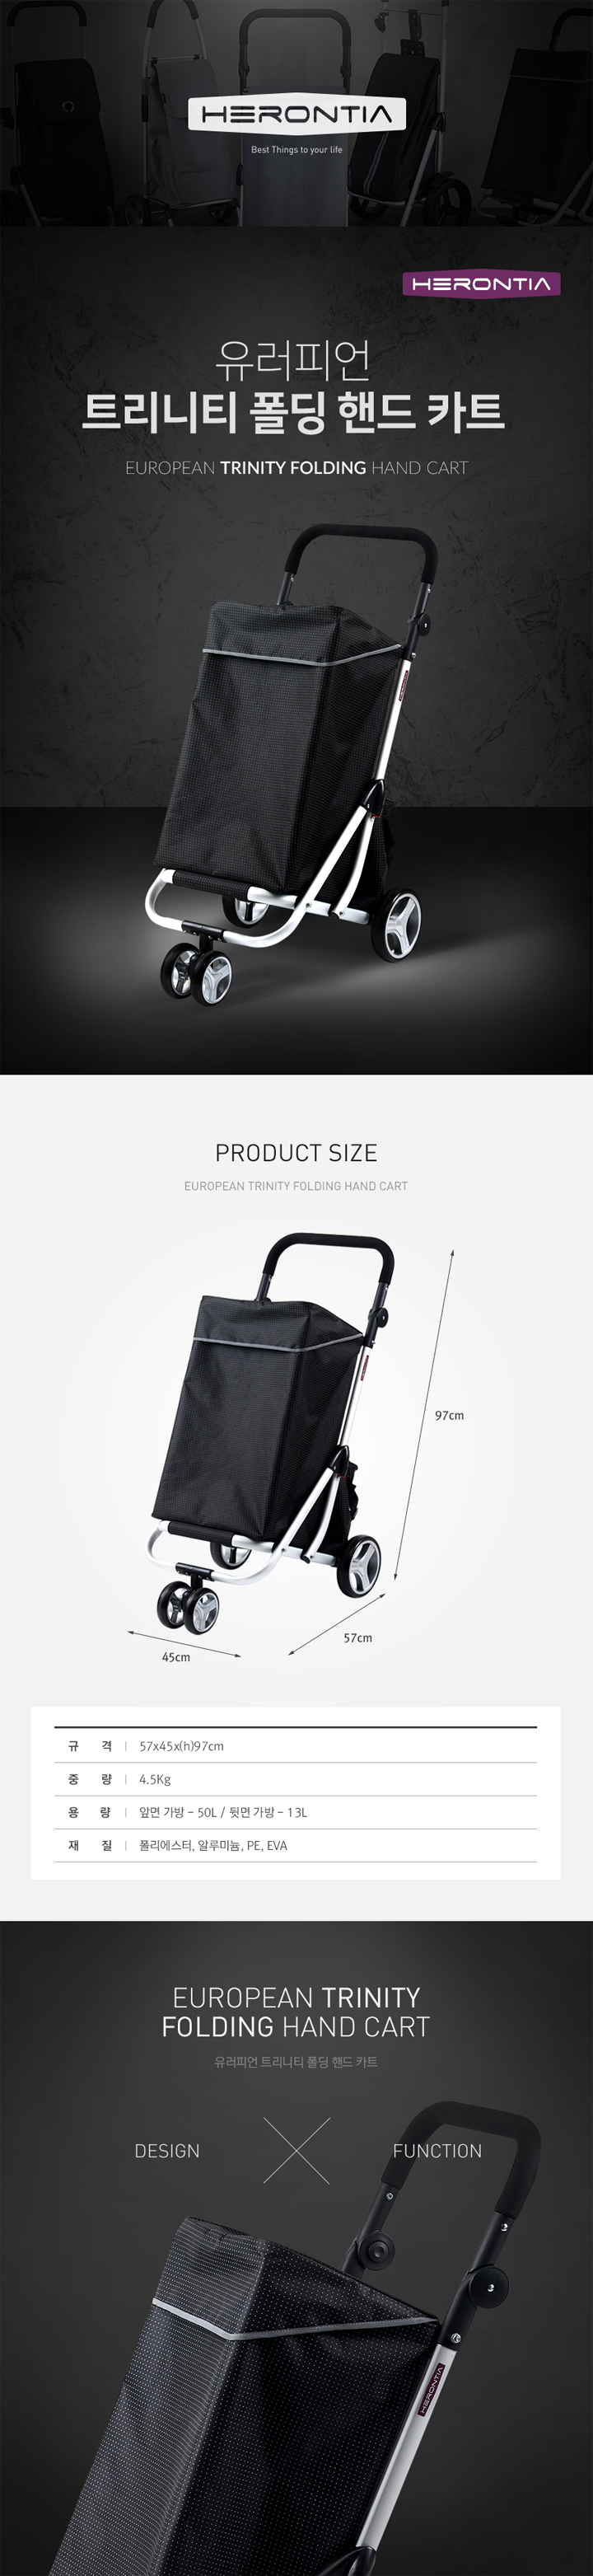 HERONTIA
Best Things to your life
HERONTIA
유러피언
트리니티 폴딩 핸드 카트
EUROPEAN TRINITY FOLDING HAND CART
PRODUCT SIZE
EUROPEAN TRINITY FOLDING HAND CART
97cm
57cm
45cm
규 격 | 57x45x(h)97cm
중 량 | 4.5Kg
용 량 | 앞면 가방 - 50L / 뒷면 가방 - 13L
재 질 | 폴리에스터, 알루미늄, PE, EVA
EUROPEAN TRINITY
FOLDING HAND CART
유러피언 트리니티 폴딩 핸드 카트
DESIGN
FUNCTION
HERONTIA